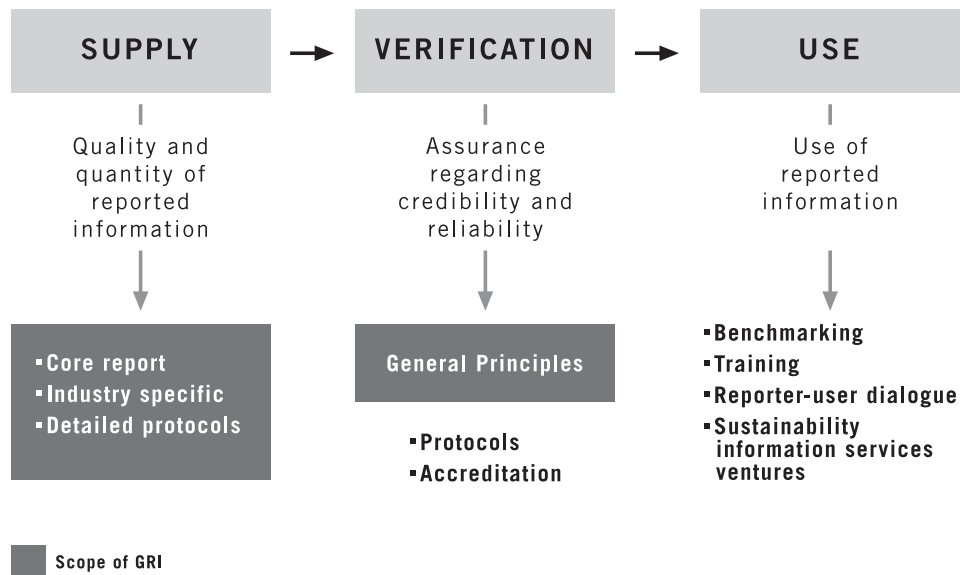 SUPPLY
VERIFICATION
USE
Quality and
quantity of
reported
information
Assurance
regarding
credibility and
reliability
Use of
reported
information
▪Core report
▪Industry specific
▪Detailed protocols
General Principles
▪Protocols
▪Accreditation
▪Benchmarking
▪Training
▪Reporter-user dialogue
▪Sustainability
information services
ventures
Scope of GRI